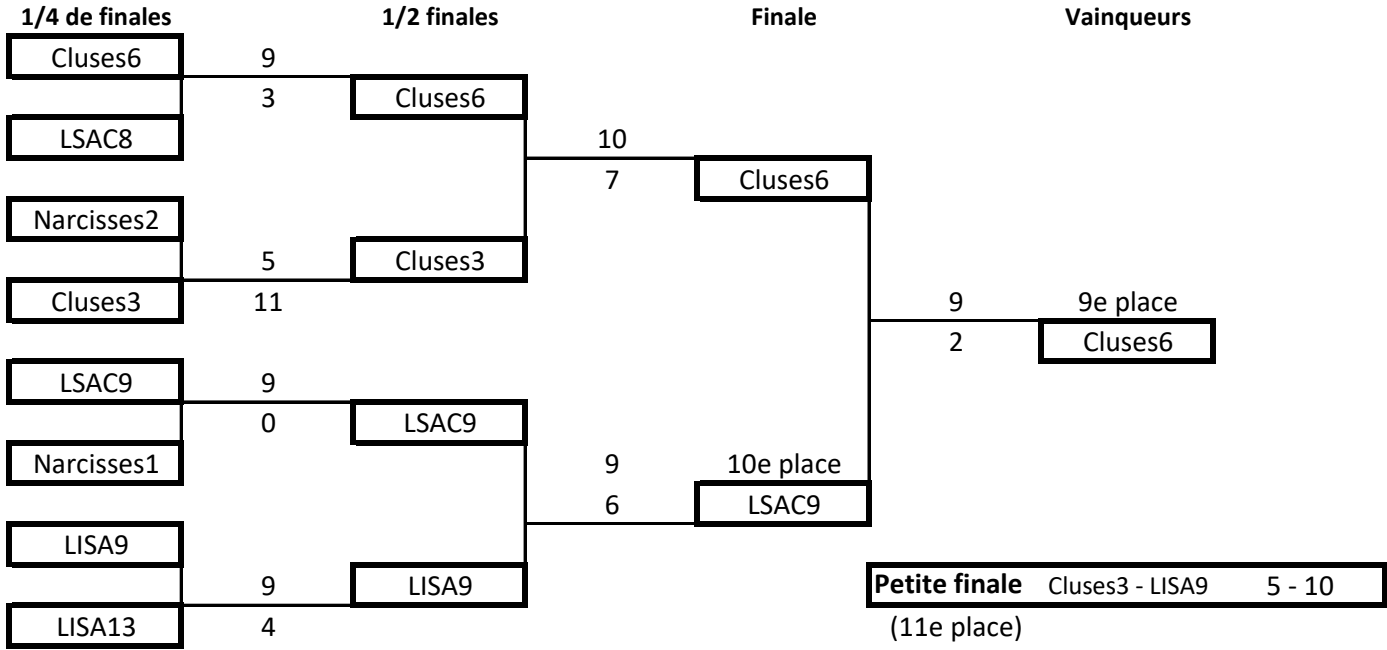 1/4 de finales 1/2 finales Finale Vainqueurs
Cluses6 9
3 Cluses6
LSAC8 10
7 Cluses6
Narcisses2
5 Cluses3
Cluses3 11 9 9e place
2 Cluses6
LSAC9 9
0 LSAC9
Narcisses1 9 10e place
6 LSAC9
LISA9
9 LISA9 Petite finale Cluses3 - LISA9 5 - 10
LISA13 4 (11e place)